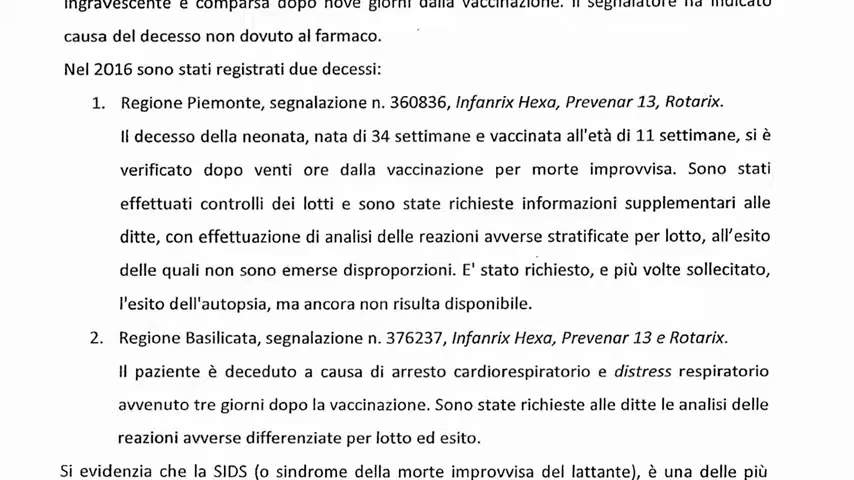 ingravescente e comparsa dopo nove giorni dalla vaccinazione. Il segnalatore ha indicato
causa del decesso non dovuto al farmaco.
Nel 2016 sono stati registrati due decessi:
1. Regione Piemonte, segnalazione n. 360836, Infanrix Hexa, Prevenar 13, Rotarix.
Il decesso della neonata, nata di 34 settimane e vaccinata all'età di 11 settimane, si è
verificato dopo venti ore dalla vaccinazione per morte improvvisa. Sono stati
effettuati controlli dei lotti e sono state richieste informazioni supplementari alle
ditte, con effettuazione di analisi delle reazioni avverse stratificate per lotto, all'esito
delle quali non sono emerse disproporzioni. E' stato richiesto, e più volte sollecitato,
l'esito dell'autopsia, ma ancora non risulta disponibile.
2. Regione Basilicata, segnalazione n. 376237, Infanrix Hexa, Prevenar 13 e Rotarix.
Il paziente è deceduto a causa di arresto cardiorespiratorio e distress respiratorio
avvenuto tre giorni dopo la vaccinazione. Sono state richieste alle ditte le analisi delle
reazioni avverse differenziate per lotto ed esito.
Si evidenzia che la SIDS (o sindrome della morte improvvisa del lattante), è una delle più